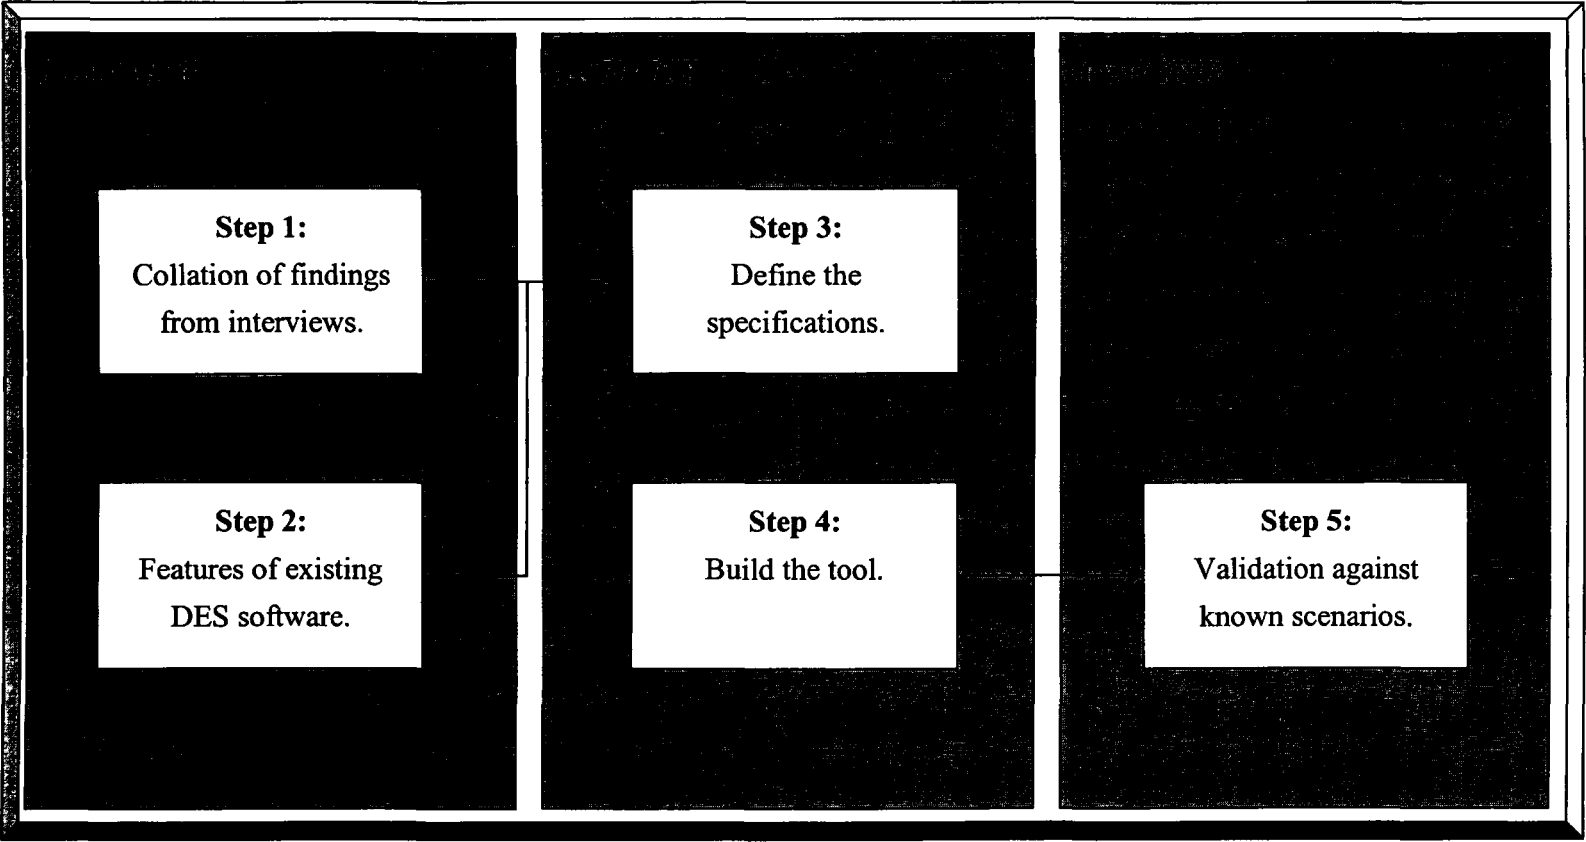 Step 1:
Collation of findings
from interviews.
Step 2:
Features of existing
DES software.
Step 3:
Define the
specifications.
Step 4:
Build the tool.
Step 5:
Validation against
known scenarios.